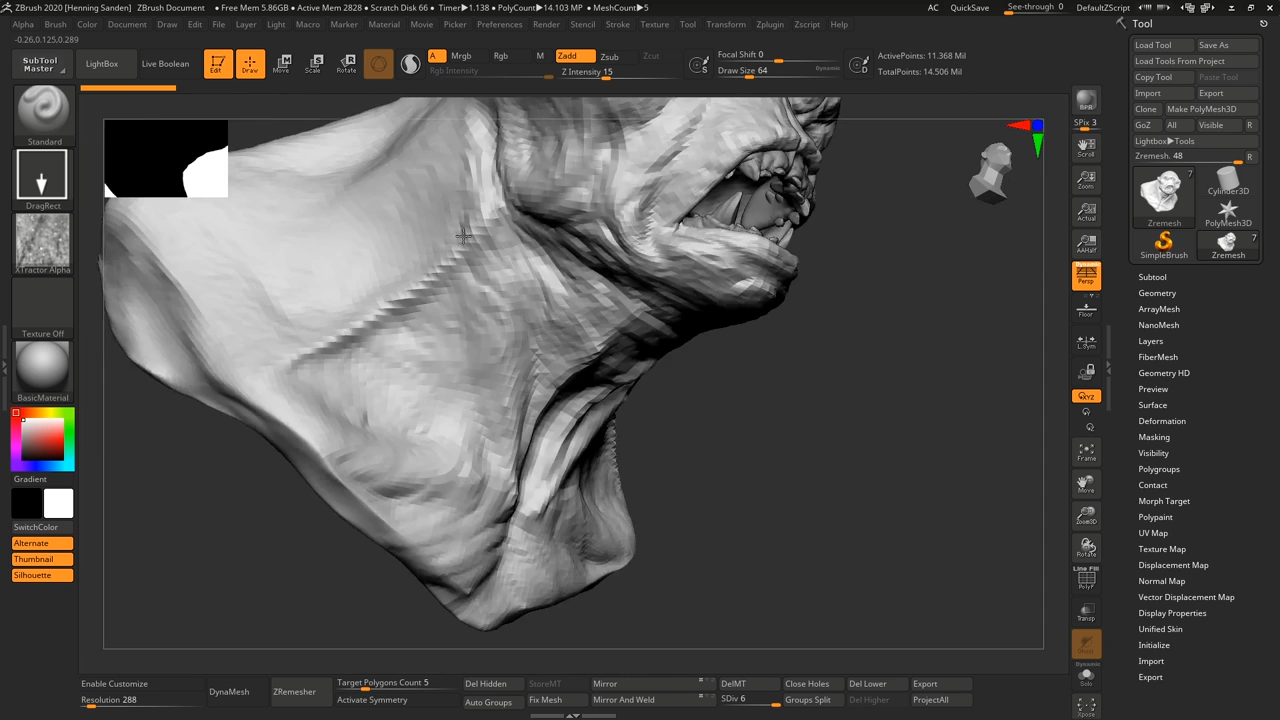 ZBrush 2020 [Henning Sanden] ZBrush Document • Free Mem 5.86GB • Active Mem 2828 • Scratch Disk 66 • Timer▶1.138 • PolyCount▶14.103 MP • MeshCount▶5
AC QuickSave See-through 0 DefaultZScript
Alpha Brush Color Document Draw Edit File Layer Light Macro Marker Material Movie Picker Preferences Render Stencil Stroke Texture Tool Transform Zplugin Zscript Help
-0.26,0.125,0.289
SubTool Master
LightBox
Live Boolean
Edit
Draw
Move
Scale
Rotate
A Mrgb Rgb M
Rgb Intensity
Zadd Zsub Zcut
Z Intensity 15
Focal Shift 0
Draw Size 64 Dynamic
S
D
ActivePoints: 11.368 Mil
TotalPoints: 14.506 Mil
Standard
DragRect
XTractor Alpha
Texture Off
BasicMaterial
Gradient
SwitchColor
Alternate
Thumbnail
Silhouette
BPR
SPix 3
Scroll
Zoom
Actual
AAHalf
Dynamic
Persp
Floor
L.Sym
XYZ
Frame
Move
Zoom3D
Rotate
Line Fill
PolyF
Transp
Ghost
Dynamic
Solo
Xpose
Tool
Load Tool Save As
Load Tools From Project
Copy Tool Paste Tool
Import Export
Clone Make PolyMesh3D
GoZ All Visible R
Lightbox▶Tools
Zremesh. 48 R
7
Zremesh
Cylinder3D
PolyMesh3D
SimpleBrush
7
Zremesh
Subtool
Geometry
ArrayMesh
NanoMesh
Layers
FiberMesh
Geometry HD
Preview
Surface
Deformation
Masking
Visibility
Polygroups
Contact
Morph Target
Polypaint
UV Map
Texture Map
Displacement Map
Normal Map
Vector Displacement Map
Display Properties
Unified Skin
Initialize
Import
Export
Enable Customize
Resolution 288
DynaMesh
ZRemesher
Target Polygons Count 5
Activate Symmetry
Del Hidden
Auto Groups
StoreMT
Fix Mesh
Mirror
Mirror And Weld
DelMT
SDiv 6
Close Holes
Groups Split
Del Lower
Del Higher
Export
ProjectAll